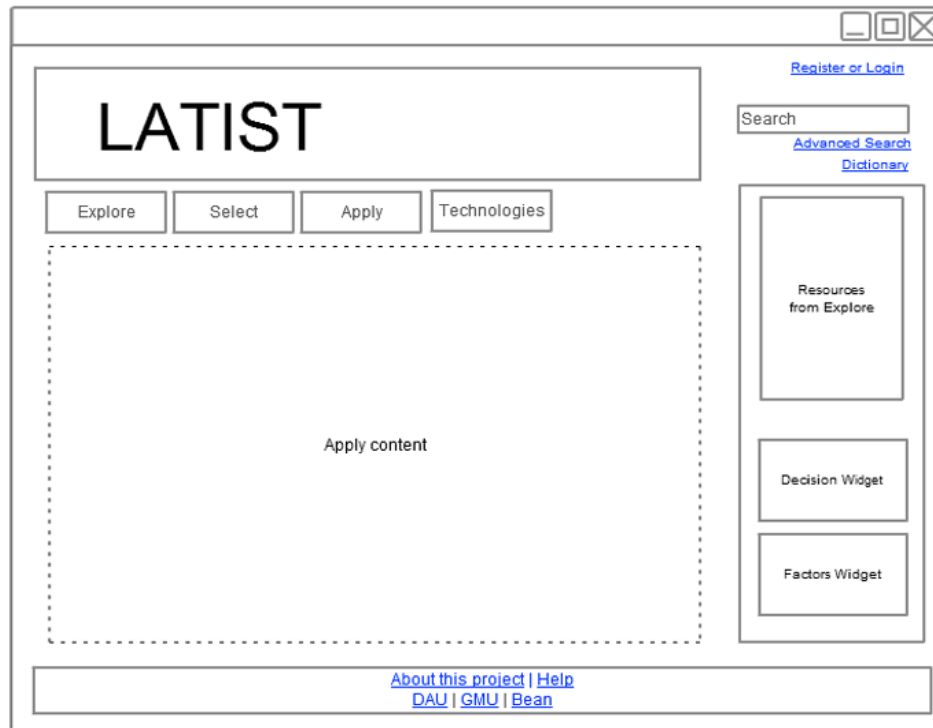 Register or Login
LATIST
Search
Advanced Search
Dictionary
Explore
Select
Apply
Technologies
Resources
from Explore
Apply content
Decision Widget
Factors Widget
About this project | Help
DAU | GMU | Bean